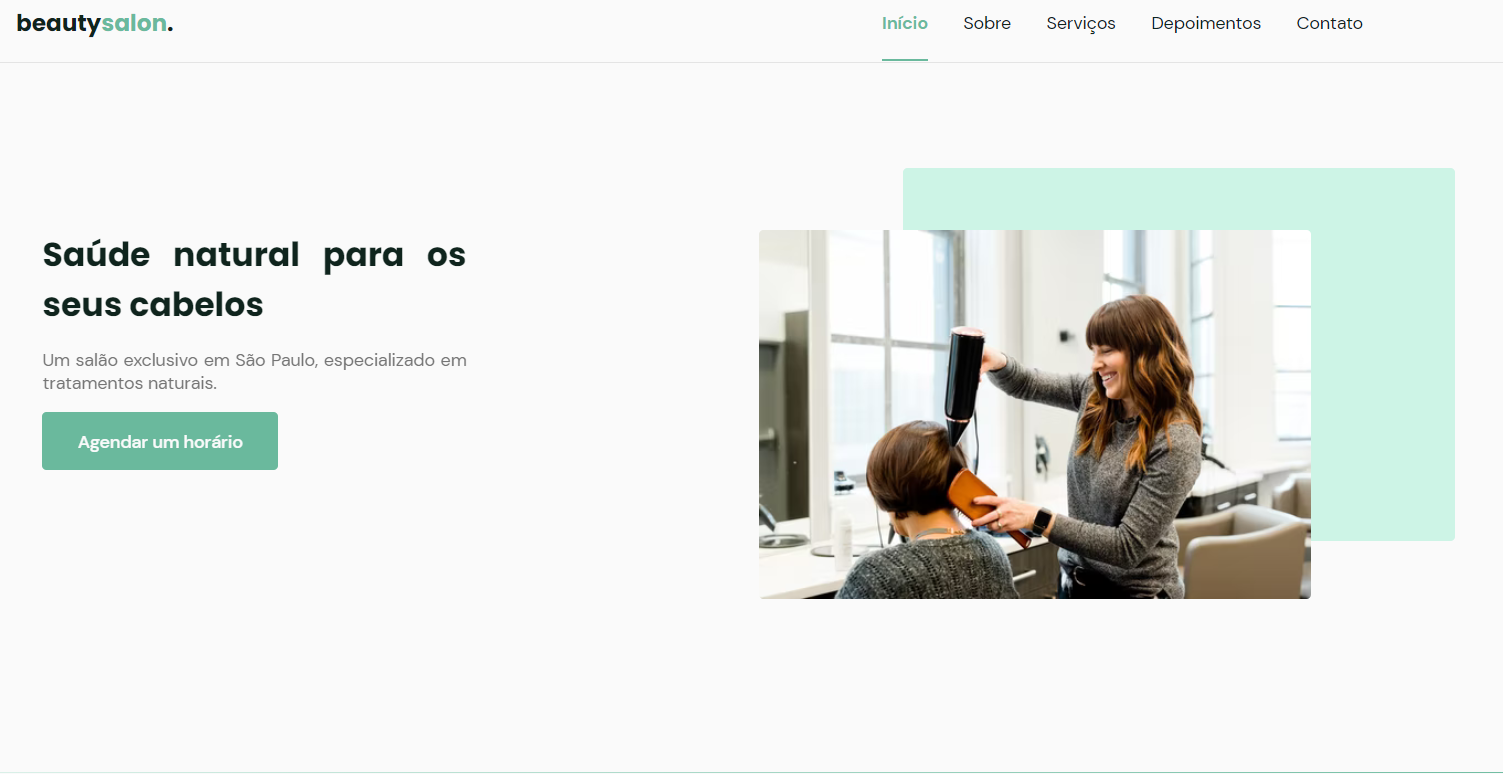 beautysalon.
Início Sobre Serviços Depoimentos Contato
Saúde natural para os
seus cabelos
Um salão exclusivo em São Paulo, especializado em
tratamentos naturais.
Agendar um horário